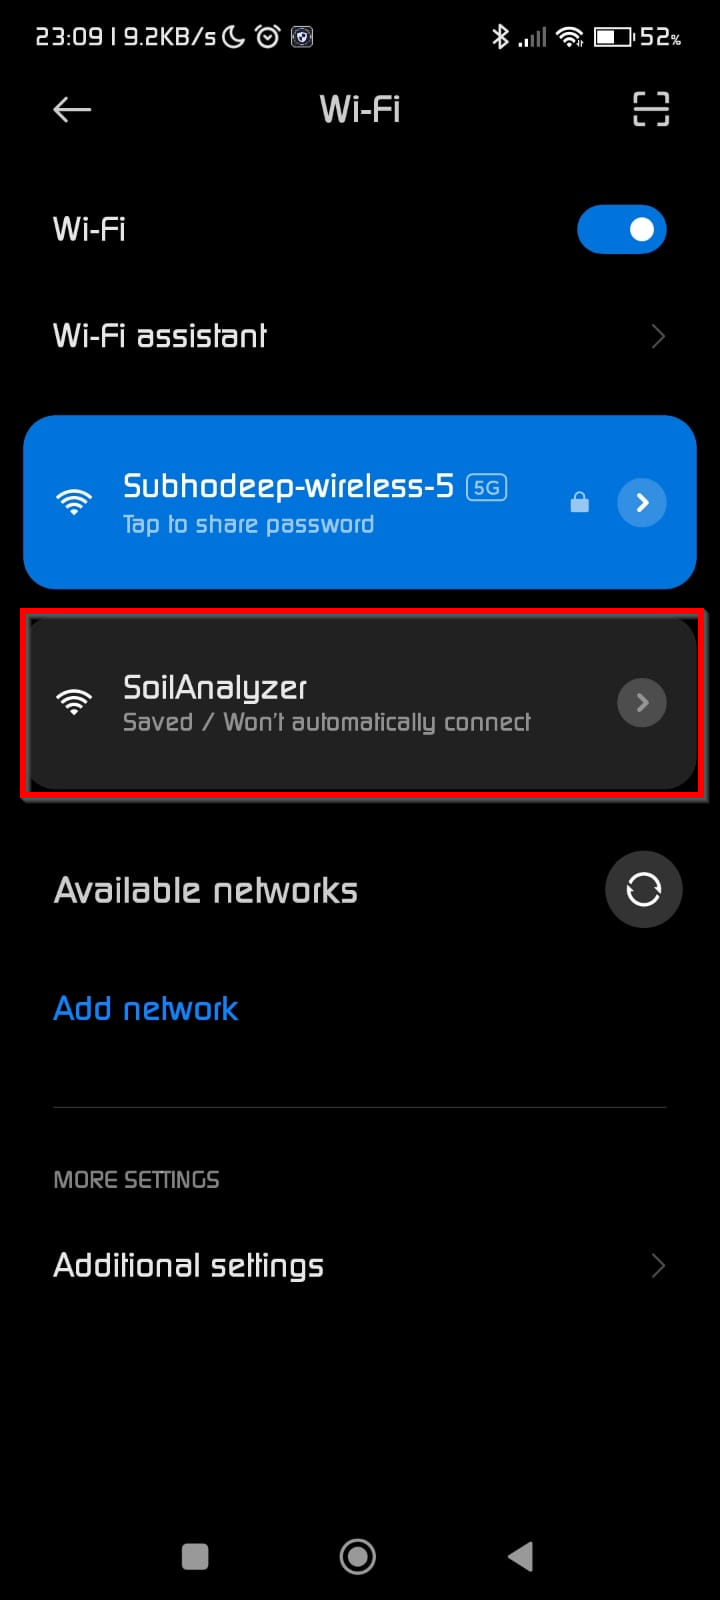 23:09 | 9.2KB/s 52%
Wi-Fi
Wi-Fi
Wi-Fi assistant
Subhodeep-wireless-5 5G
Tap to share password
SoilAnalyzer
Saved / Won't automatically connect
Available networks
Add network
MORE SETTINGS
Additional settings